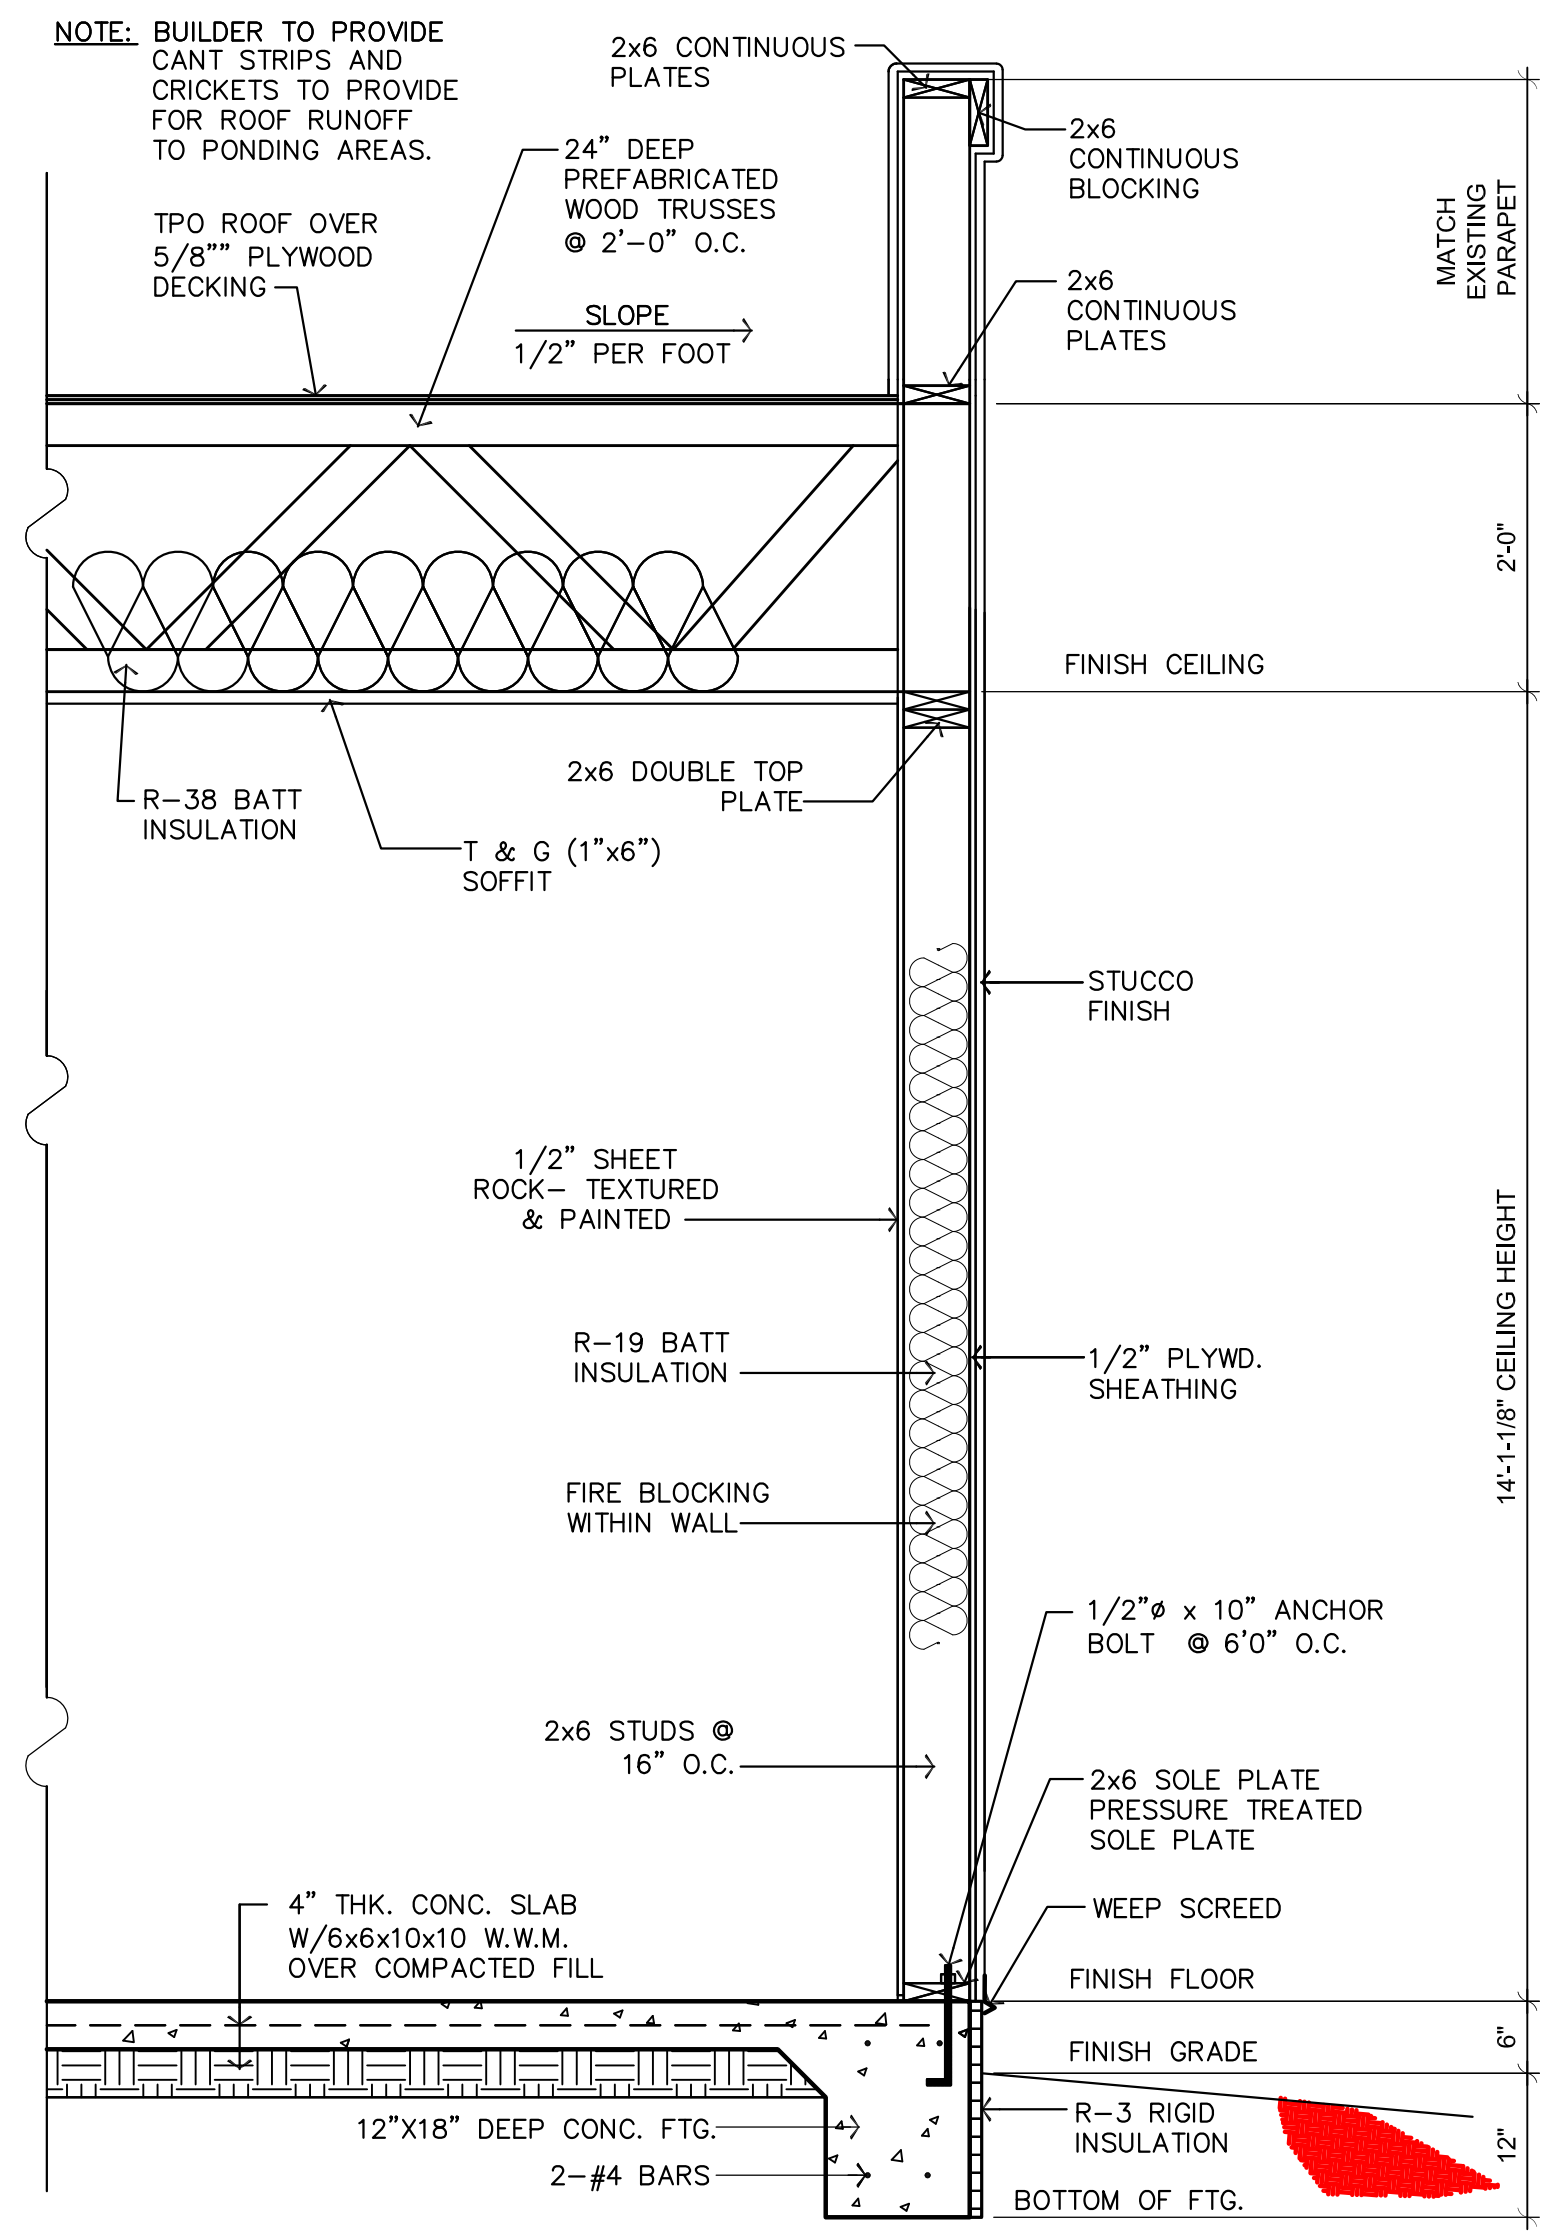 NOTE: BUILDER TO PROVIDE
CANT STRIPS AND
CRICKETS TO PROVIDE
FOR ROOF RUNOFF
TO PONDING AREAS.
2x6 CONTINUOUS
PLATES
2x6
CONTINUOUS
BLOCKING
24” DEEP
PREFABRICATED
WOOD TRUSSES
@ 2’-0” O.C.
TPO ROOF OVER
5/8”” PLYWOOD
DECKING
SLOPE
1/2” PER FOOT
2x6
CONTINUOUS
PLATES
MATCH
EXISTING
PARAPET
2'-0"
FINISH CEILING
2x6 DOUBLE TOP
PLATE
R-38 BATT
INSULATION
T & G (1”x6”)
SOFFIT
STUCCO
FINISH
1/2” SHEET
ROCK- TEXTURED
& PAINTED
14'-1-1/8" CEILING HEIGHT
R-19 BATT
INSULATION
1/2” PLYWD.
SHEATHING
FIRE BLOCKING
WITHIN WALL
1/2”ø x 10” ANCHOR
BOLT @ 6’0” O.C.
2x6 STUDS @
16” O.C.
2x6 SOLE PLATE
PRESSURE TREATED
SOLE PLATE
4” THK. CONC. SLAB
W/6x6x10x10 W.W.M.
OVER COMPACTED FILL
WEEP SCREED
FINISH FLOOR
6"
FINISH GRADE
12"X18” DEEP CONC. FTG.
2-#4 BARS
R-3 RIGID
INSULATION
12"
BOTTOM OF FTG.